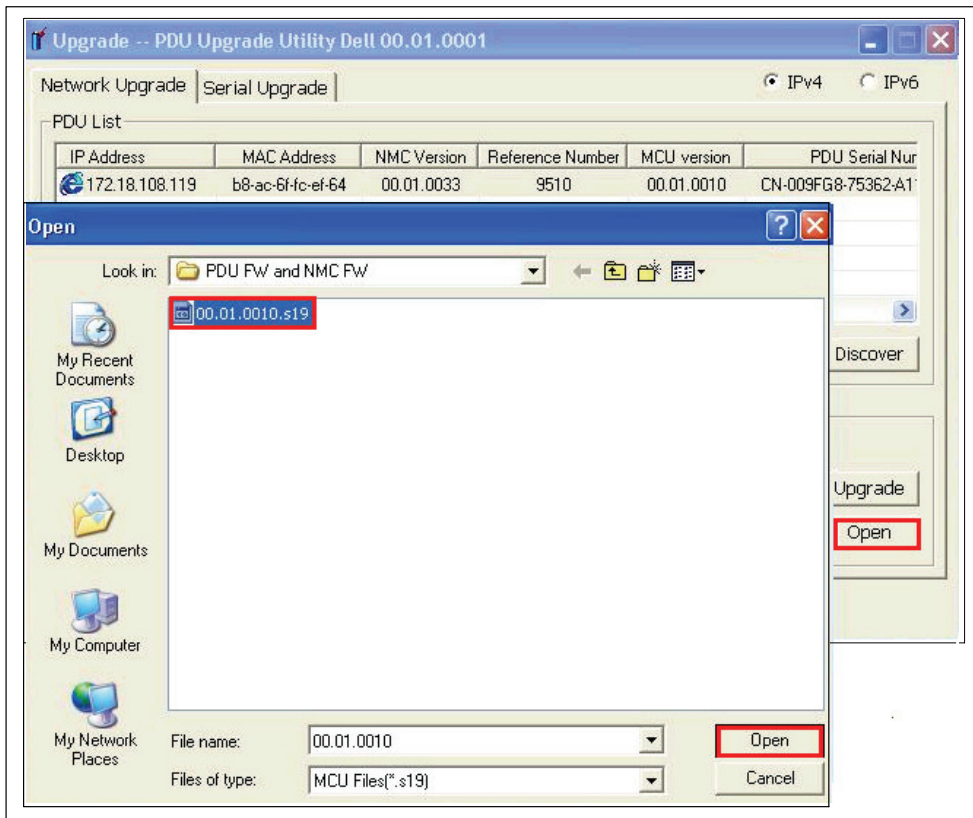 Upgrade -- PDU Upgrade Utility Dell 00.01.0001
Network Upgrade Serial Upgrade IPv4 IPv6
PDU List
IP Address MAC Address NMC Version Reference Number MCU version PDU Serial Nur
172.18.108.119 b8-ac-6f-fc-ef-64 00.01.0033 9510 00.01.0010 CN-009FG8-75362-A1
Open
Look in: PDU FW and NMC FW
00.01.0010.s19
My Recent
Documents
Desktop
My Documents
My Computer
My Network
Places
Discover
Upgrade
Open
File name: 00.01.0010 Open
Files of type: MCU Files(*.s19) Cancel